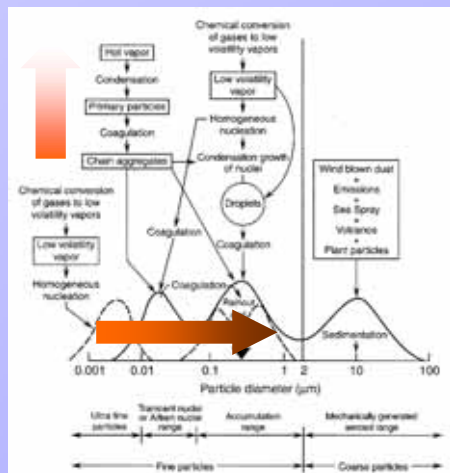 Chemical conversion
of gases to low
volatility vapors
Hot vapor
Condensation
Low volatility
vapor
Primary particles
Homogeneous
nucleation
Coagulation
Chain aggregates
Condensation growth
of nuclei
Wind blown dust
+
Emissions
+
Sea Spray
+
Volcanos
+
Plant particles
Chemical conversion
of gases to low
volatility vapors
Droplets
Low volatility
vapor
Coagulation
Coagulation
Homogeneous
nucleation
Coagulation
Rainout
Sedimentation
0.001
0.01
0.1
1
2
10
100
Particle diameter (μm)
Ultra fine
particles
Transient nuclei
or Aitken nuclei
range
Accumulation
range
Mechanically generated
aerosol range
Fine particles
Coarse particles